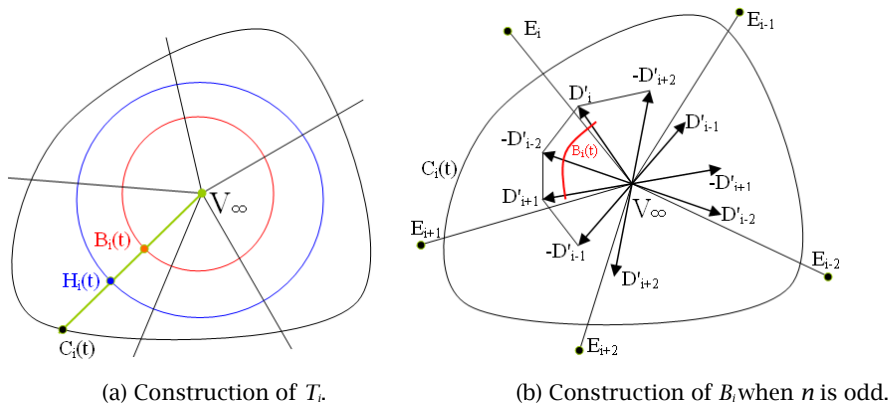 V∞
Bᵢ(t)
Hᵢ(t)
Cᵢ(t)
(a) Construction of Tᵢ.
Eᵢ
Eᵢ₋₁
-D'ᵢ₊₂
D'ᵢ
D'ᵢ₋₁
-D'ᵢ₋₂
Bᵢ(t)
Cᵢ(t)
-D'ᵢ₊₁
D'ᵢ₊₁
V∞
D'ᵢ₋₂
Eᵢ₊₁
-D'ᵢ₋₁
Eᵢ₋₂
D'ᵢ₊₂
Eᵢ₊₂
(b) Construction of Bᵢ when n is odd.